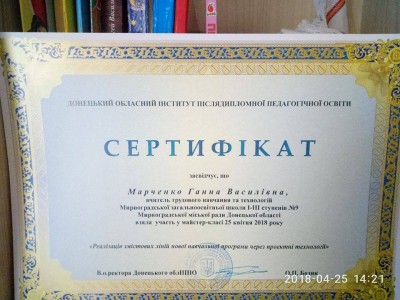 ДОНЕЦЬКИЙ ОБЛАСНИЙ ІНСТИТУТ ПІСЛЯДИПЛОМНОЇ ПЕДАГОГІЧНОЇ ОСВІТИ
СЕРТИФІКАТ
засвідчує, що
Марченко Ганна Василівна,
вчитель трудового навчання та технологій
Мирноградської загальноосвітньої школи І-ІІІ ступенів №9
Мирноградської міської ради Донецької області
взяла участь у майстер-класі 25 квітня 2018 року
«Реалізація змістових ліній нової навчальної програми через проектні технології»
В.о.ректора Донецького облІППО
2018-04-25 14:21